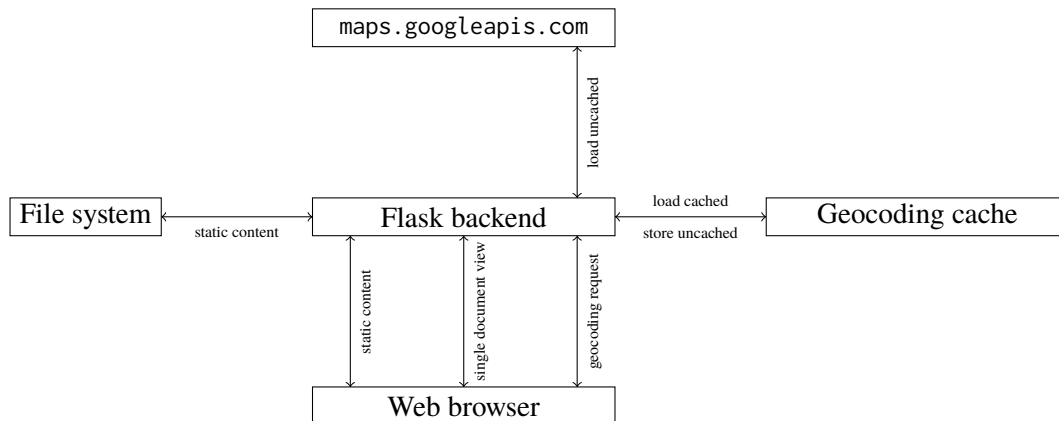 maps.googleapis.com
load uncached
File system
static content
Flask backend
load cached
store uncached
Geocoding cache
static content
single document view
geocoding request
Web browser